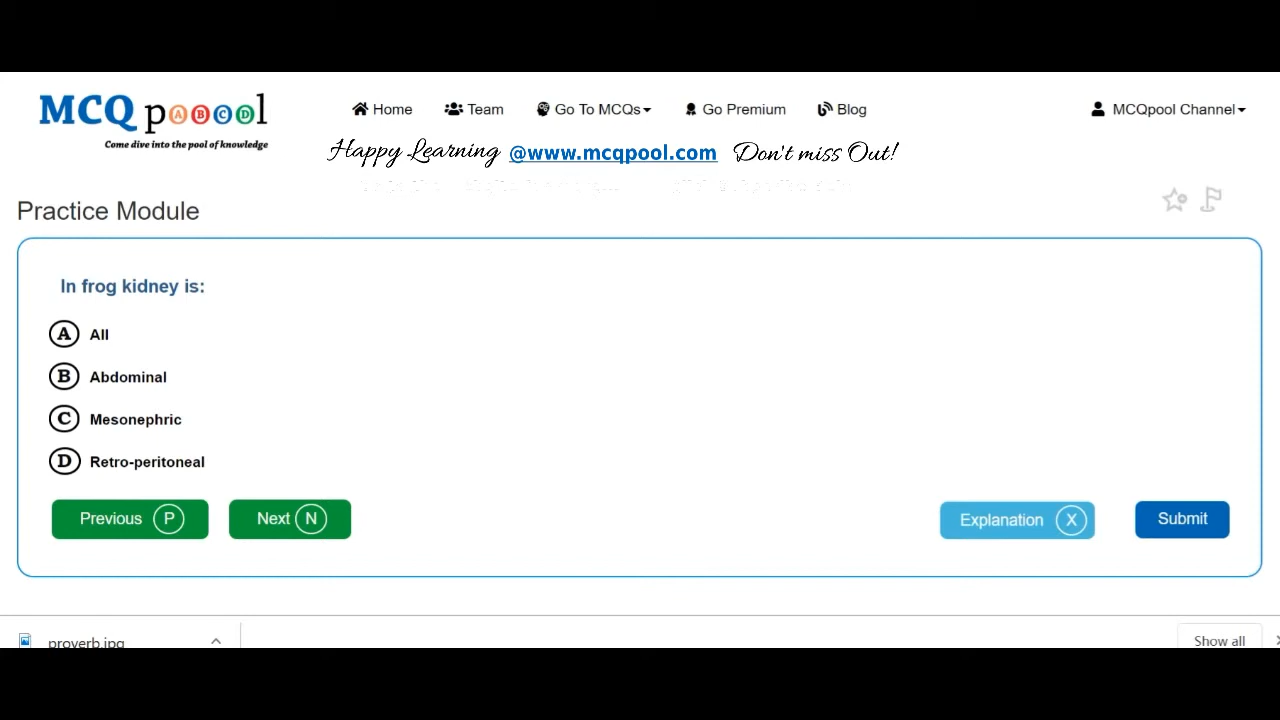 MCQ pABCDl
Come dive into the pool of knowledge
Home Team Go To MCQs Go Premium Blog MCQpool Channel
Happy Learning @www.mcqpool.com Don't miss Out!
Practice Module
In frog kidney is:
A All
B Abdominal
C Mesonephric
D Retro-peritoneal
Previous P Next N Explanation X Submit
proverb.jpg Show all